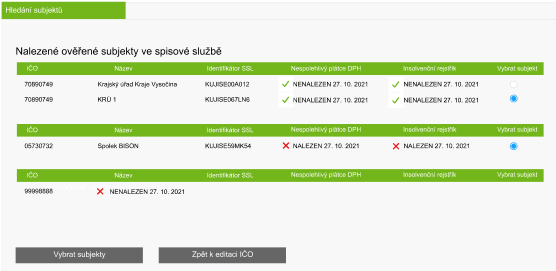 Hledání subjektů
Nalezené ověřené subjekty ve spisové službě
IČO Název Identifikátor SSL Nespolehlivý plátce DPH Insolvenční rejstřík Vybrat subjekt
70890749 Krajský úřad Kraje Vysočina KUJISE00A012 NENALEZEN 27. 10. 2021 NENALEZEN 27. 10. 2021
70890749 KRÚ 1 KUJISE067LN6 NENALEZEN 27. 10. 2021 NENALEZEN 27. 10. 2021
IČO Název Identifikátor SSL Nespolehlivý plátce DPH Insolvenční rejstřík Vybrat subjekt
05730732 Spolek BISON KUJISE59MK54 NALEZEN 27. 10. 2021 NALEZEN 27. 10. 2021
IČO Název Identifikátor SSL Nespolehlivý plátce DPH Insolvenční rejstřík Vybrat subjekt
99998888 NENALEZEN 27. 10. 2021
Vybrat subjekty Zpět k editaci IČO